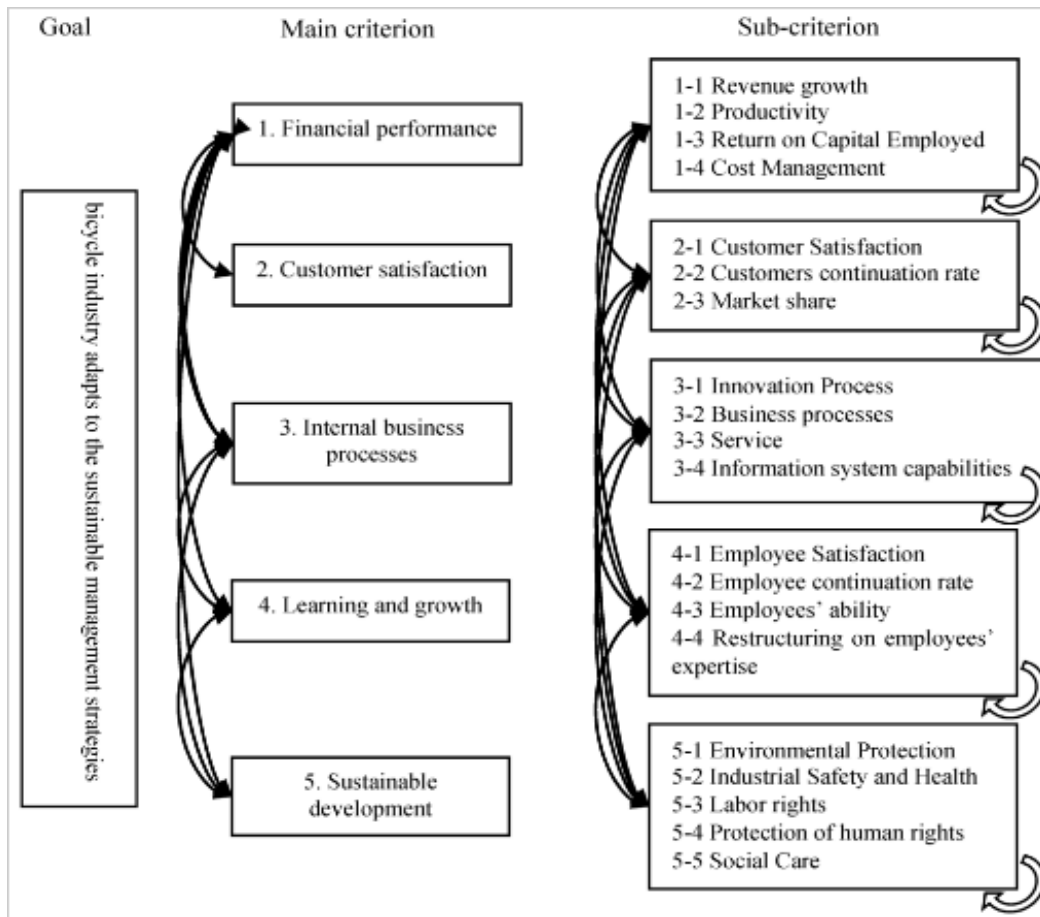 Goal
Main criterion
Sub-criterion
bicycle industry adapts to the sustainable management strategies
1. Financial performance
2. Customer satisfaction
3. Internal business
processes
4. Learning and growth
5. Sustainable
development
1-1 Revenue growth
1-2 Productivity
1-3 Return on Capital Employed
1-4 Cost Management
2-1 Customer Satisfaction
2-2 Customers continuation rate
2-3 Market share
3-1 Innovation Process
3-2 Business processes
3-3 Service
3-4 Information system capabilities
4-1 Employee Satisfaction
4-2 Employee continuation rate
4-3 Employees’ ability
4-4 Restructuring on employees’
expertise
5-1 Environmental Protection
5-2 Industrial Safety and Health
5-3 Labor rights
5-4 Protection of human rights
5-5 Social Care